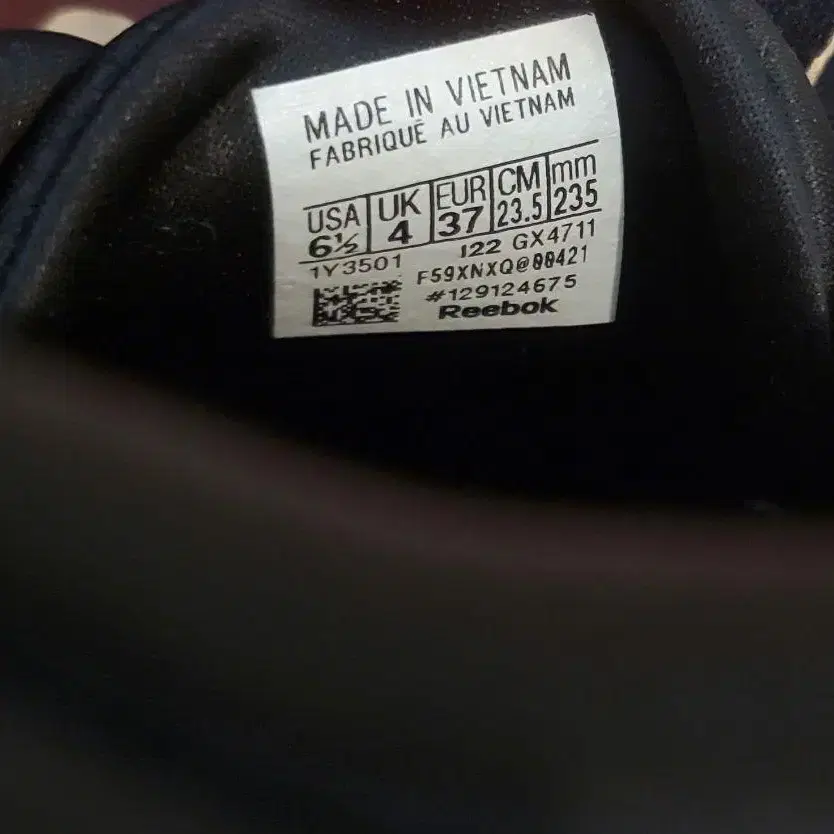 MADE IN VIETNAM
FABRIQUÉ AU VIETNAM
USA UK EUR CM mm
6½ 4 37 23.5 235
1Y3501 I22 GX4711
F59XNXQ@00421
#129124675
Reebok